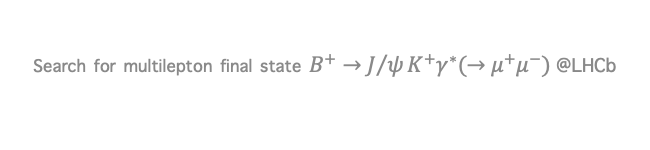 Search for multilepton final state B⁺ → J/ψ K⁺γ*(→ μ⁺μ⁻) @LHCb